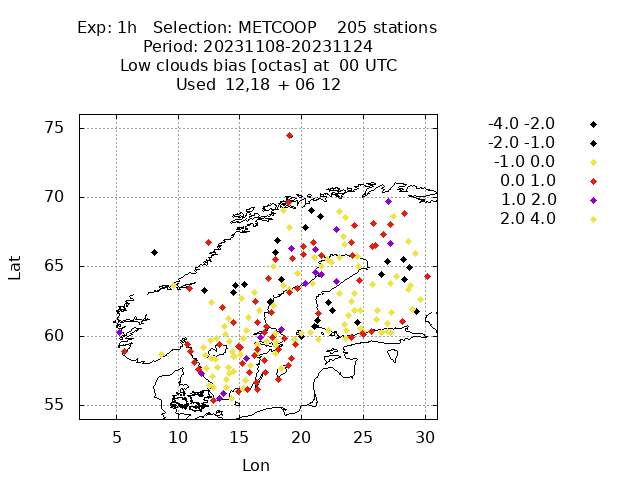 Exp: 1h   Selection: METCOOP    205 stations
Period: 20231108-20231124
Low clouds bias [octas] at  00 UTC
Used  12,18 + 06 12
-4.0 -2.0
-2.0 -1.0
-1.0 0.0
0.0 1.0
1.0 2.0
2.0 4.0
75
70
65
60
55
Lat
5 10 15 20 25 30
Lon